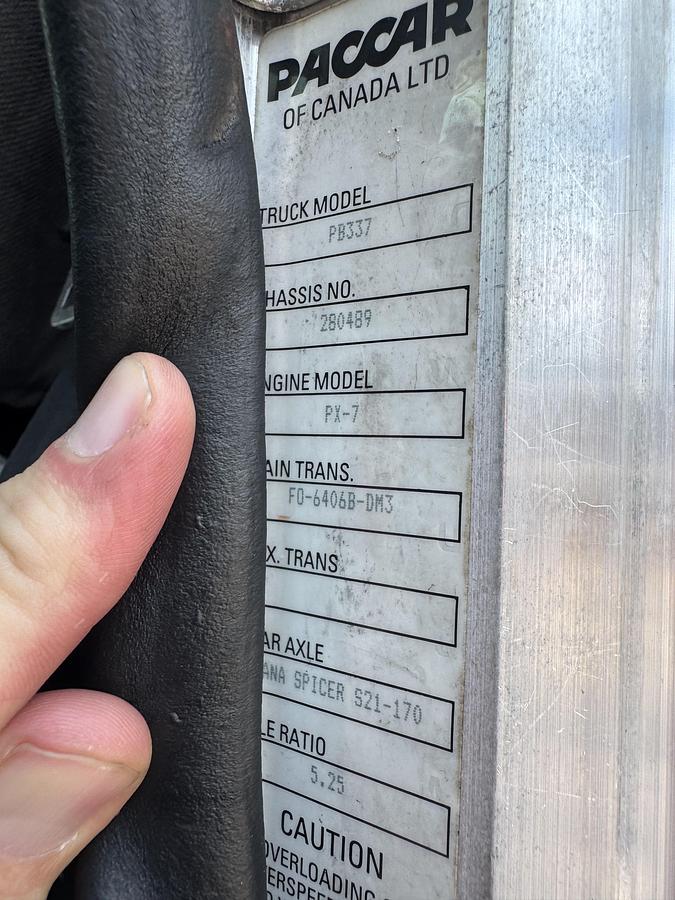 PACCAR
OF CANADA LTD
TRUCK MODEL
PB337
HASSIS NO.
280489
NGINE MODEL
PX-7
AIN TRANS.
FO-6406B-DM3
X. TRANS
AR AXLE
ANA SPICER S21-170
LE RATIO
5.25
CAUTION
OVERLOADING
ERSPEE